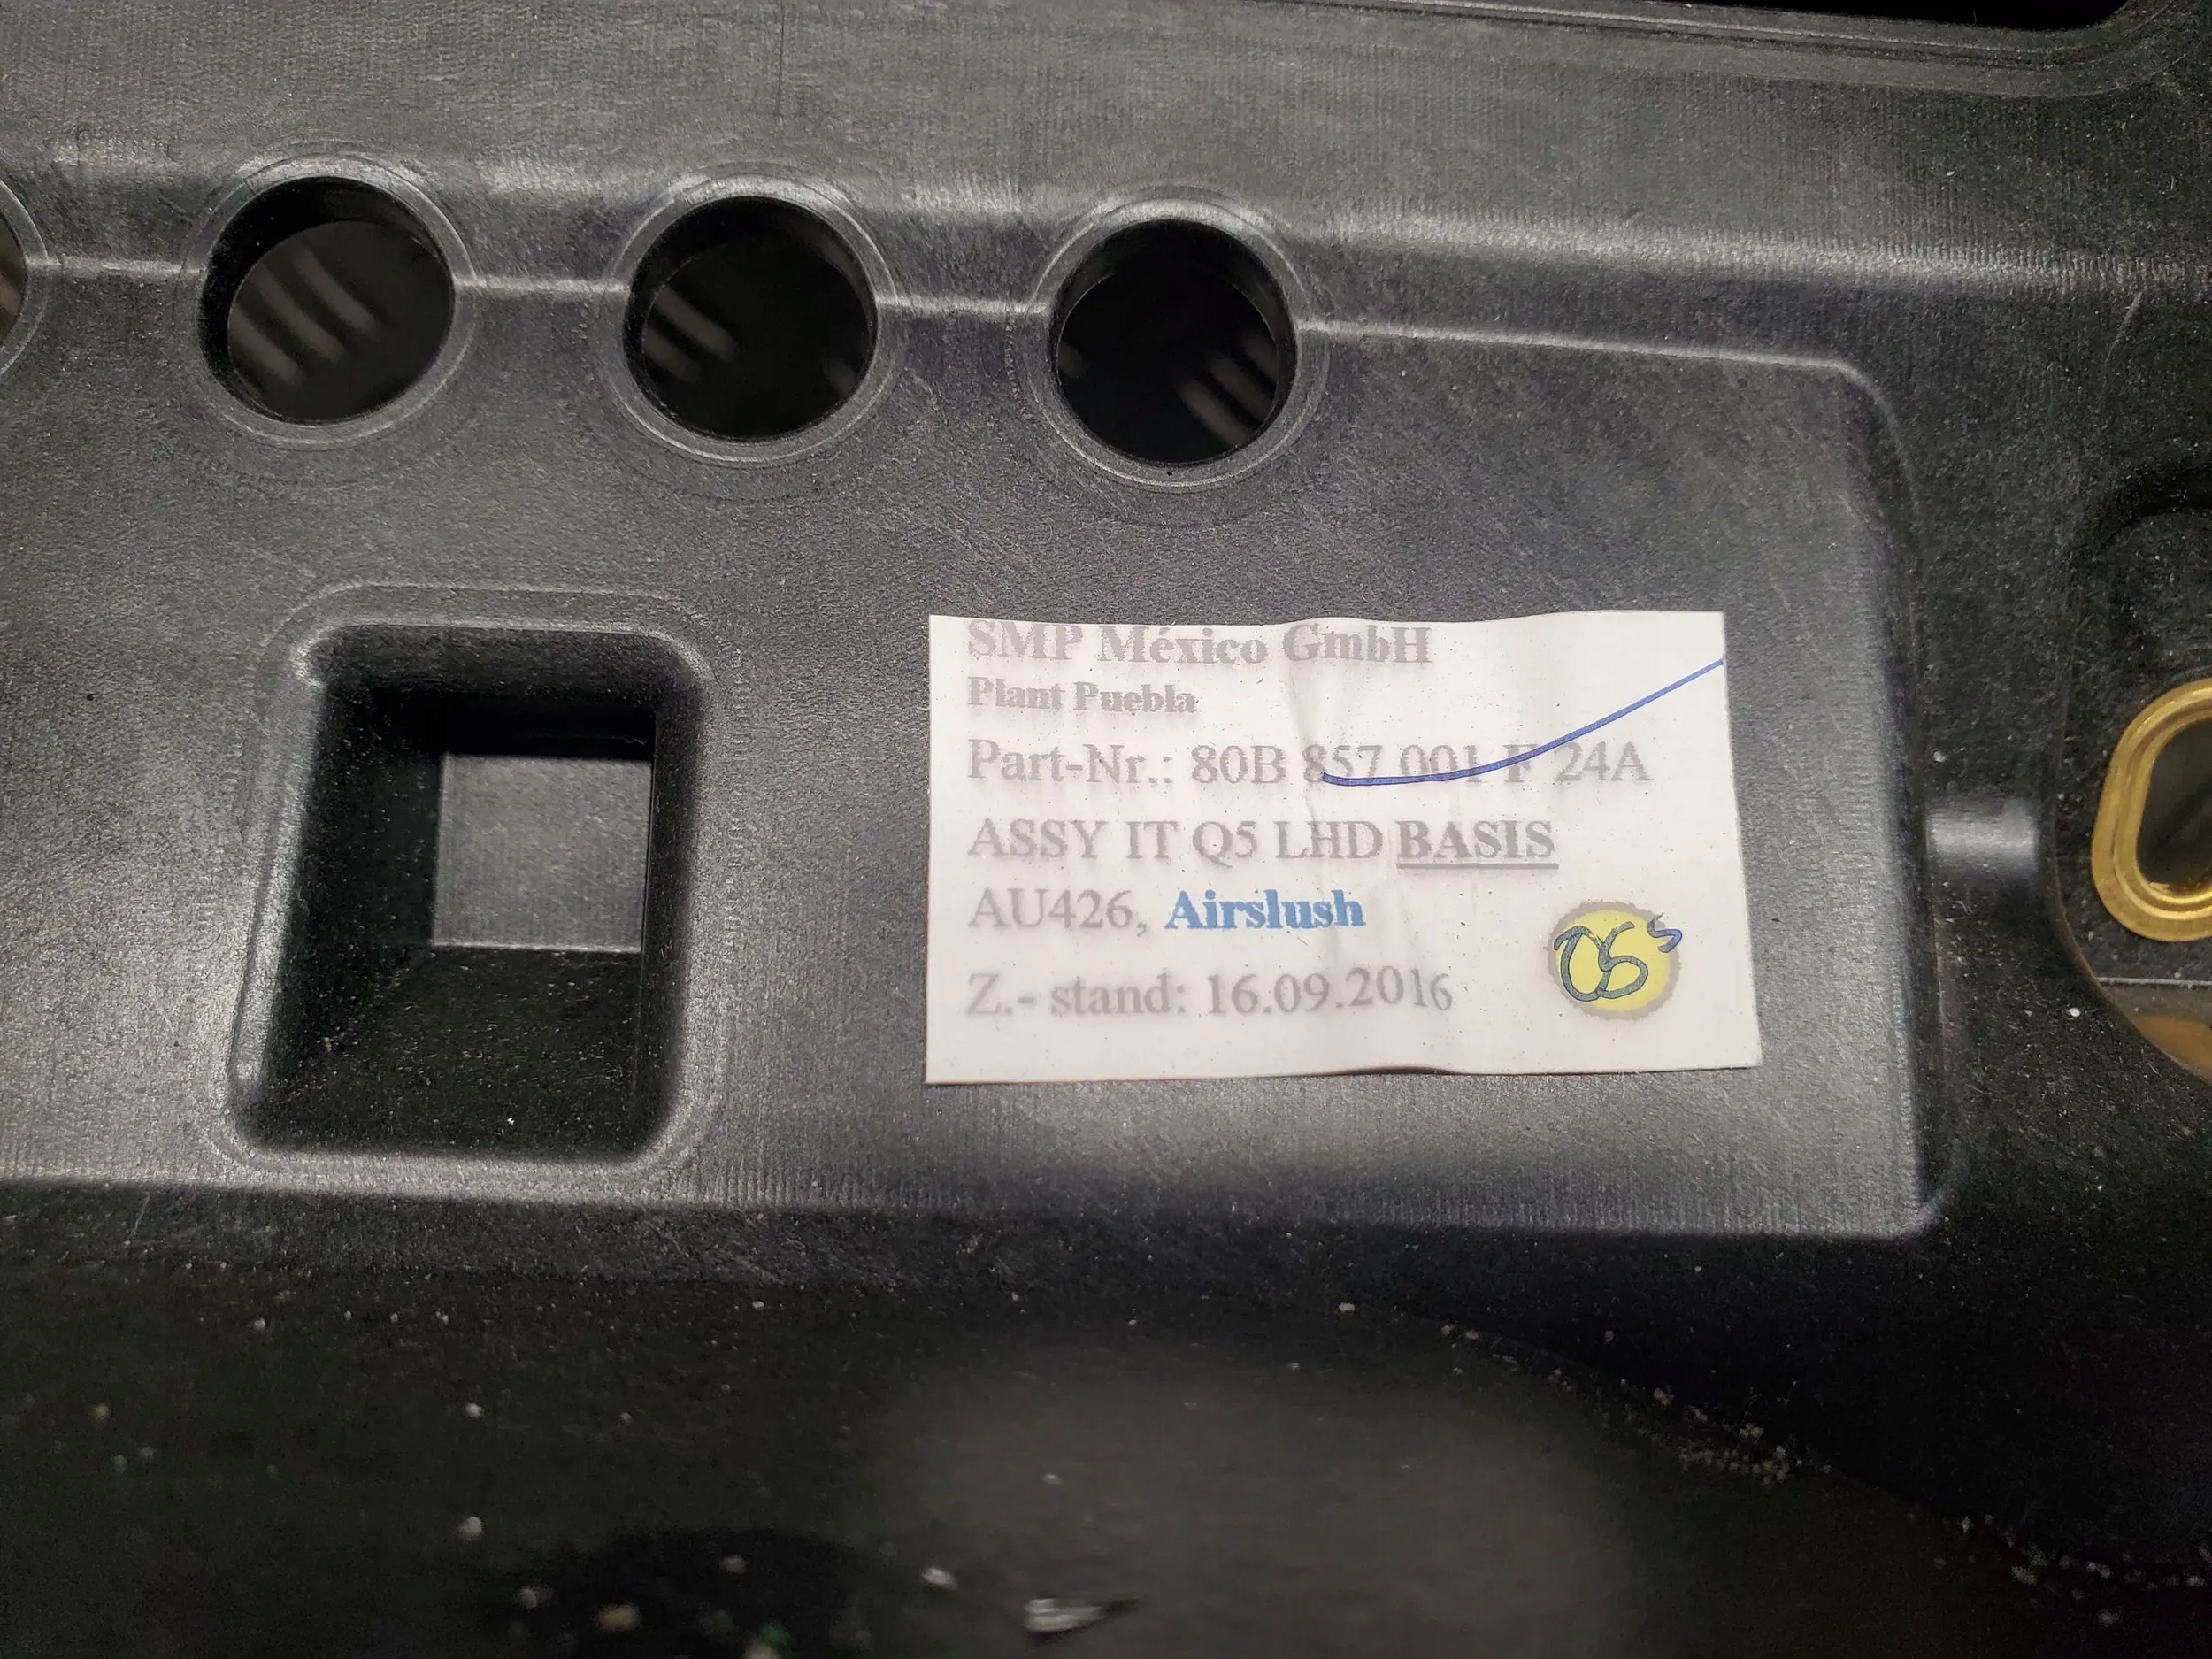 SMP México GmbH
Plant Puebla
Part-Nr.: 80B 857 001 F 24A
ASSY IT Q5 LHD BASIS
AU426, Airslush
Z.- stand: 16.09.2016